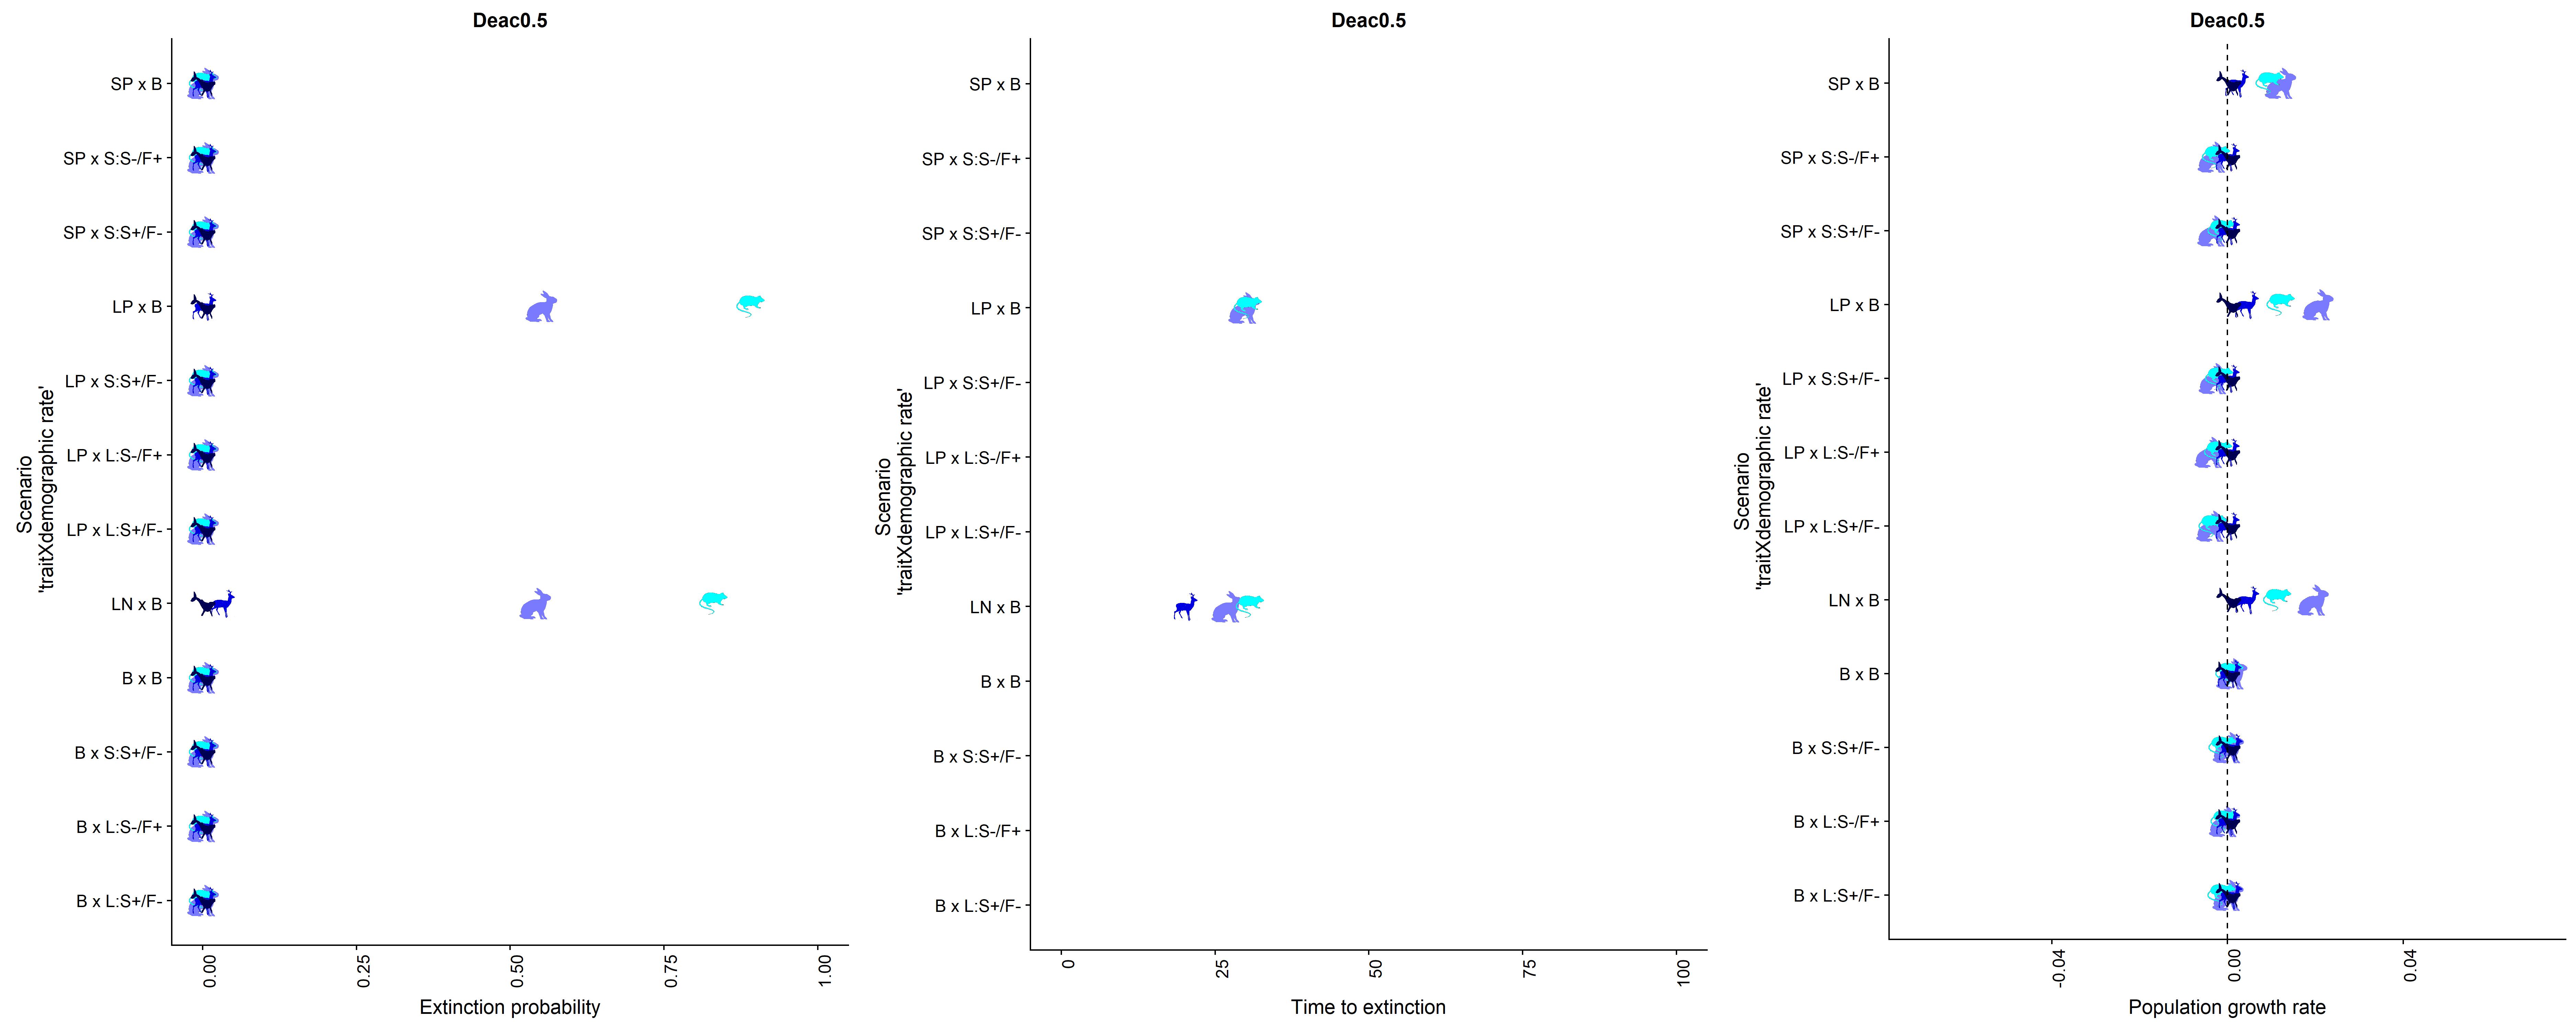 Deac0.5
Scenario
'traitXdemographic rate'
SP x B
SP x S:S-/F+
SP x S:S+/F-
LP x B
LP x S:S+/F-
LP x L:S-/F+
LP x L:S+/F-
LN x B
B x B
B x S:S+/F-
B x L:S-/F+
B x L:S+/F-
0.00
0.25
0.50
0.75
1.00
Extinction probability
Deac0.5
Scenario
'traitXdemographic rate'
SP x B
SP x S:S-/F+
SP x S:S+/F-
LP x B
LP x S:S+/F-
LP x L:S-/F+
LP x L:S+/F-
LN x B
B x B
B x S:S+/F-
B x L:S-/F+
B x L:S+/F-
0
25
50
75
100
Time to extinction
Deac0.5
Scenario
'traitXdemographic rate'
SP x B
SP x S:S-/F+
SP x S:S+/F-
LP x B
LP x S:S+/F-
LP x L:S-/F+
LP x L:S+/F-
LN x B
B x B
B x S:S+/F-
B x L:S-/F+
B x L:S+/F-
-0.04
0.00
0.04
Population growth rate